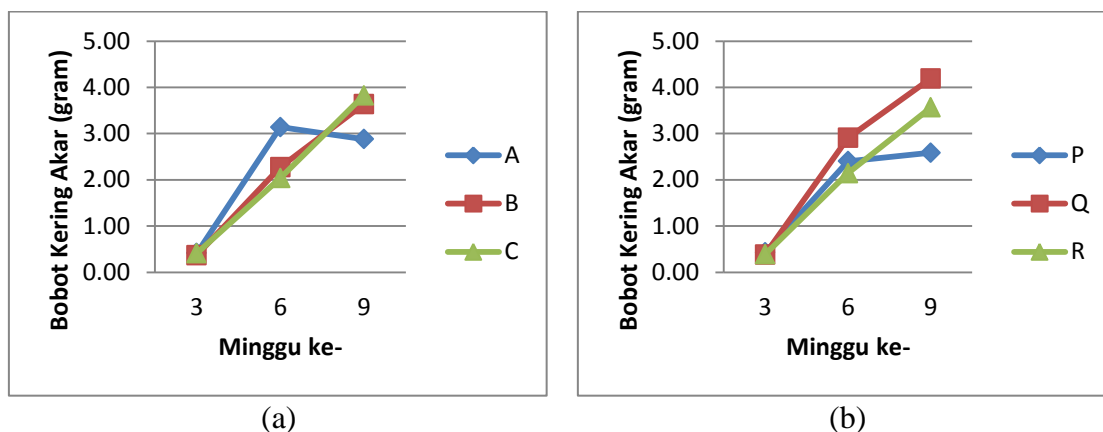 Bobot Kering Akar (gram)
5.00
4.00
3.00
2.00
1.00
0.00
3 6 9
Minggu ke-
A
B
C
(a)
Bobot Kering Akar (gram)
5.00
4.00
3.00
2.00
1.00
0.00
3 6 9
Minggu ke-
P
Q
R
(b)